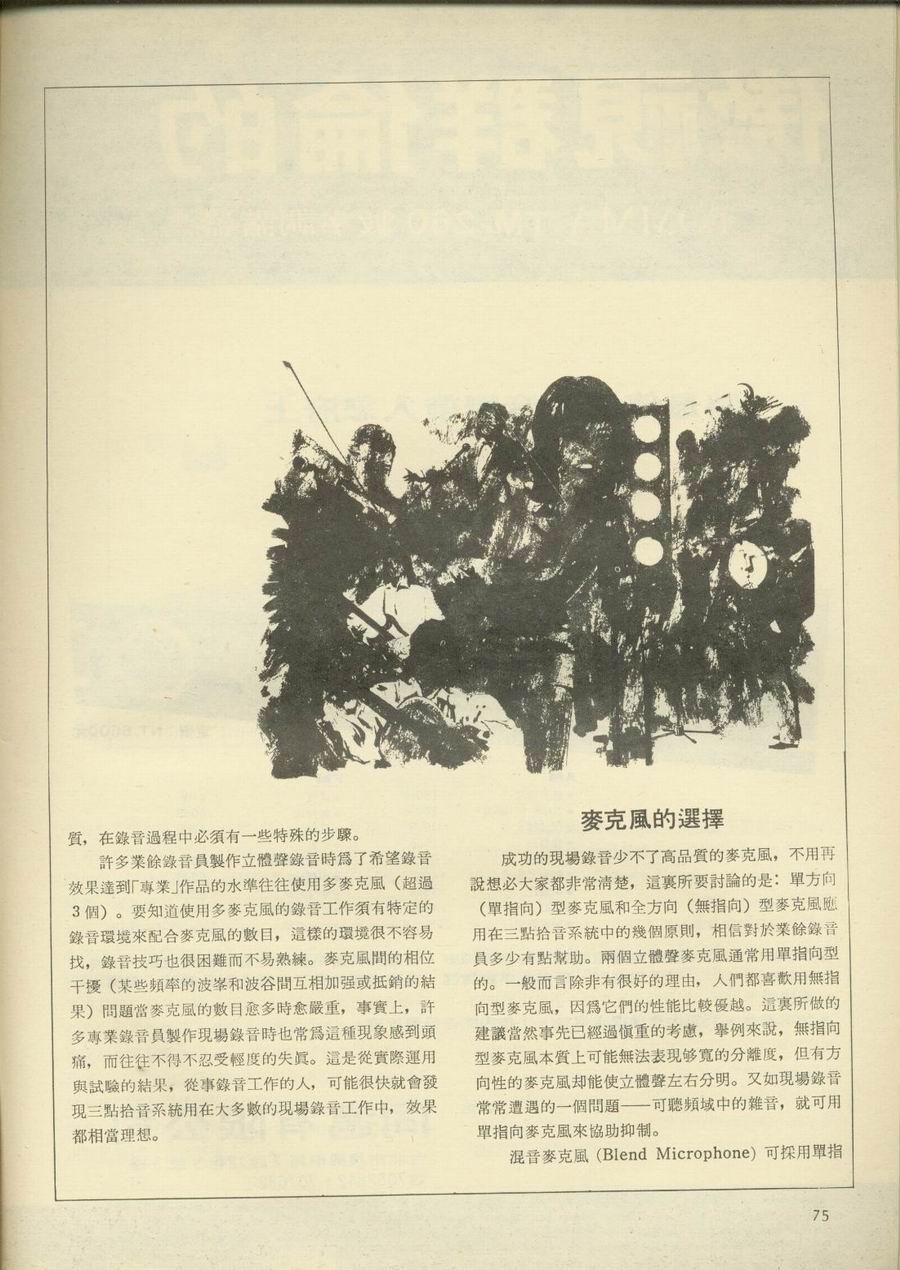 質，在錄音過程中必須有一些特殊的步驟。
許多業餘錄音員製作立體聲錄音時爲了希望錄音
效果達到「專業」作品的水準往往使用多麥克風（超過
3個）。要知道使用多麥克風的錄音工作須有特定的
錄音環境來配合麥克風的數目，這樣的環境很不容易
找，錄音技巧也很困難而不易熟練。麥克風間的相位
干擾（某些頻率的波峯和波谷間互相加强或抵銷的結
果）問題當麥克風的數目愈多時愈嚴重，事實上，許
多專業錄音員製作現場錄音時也常爲這種現象感到頭
痛，而往往不得不忍受輕度的失眞。這是從實際運用
與試驗的結果，從事錄音工作的人，可能很快就會發
現三點拾音系統用在大多數的現場錄音工作中，效果
都相當理想。
麥克風的選擇
成功的現場錄音少不了高品質的麥克風，不用再
說想必大家都非常清楚，這裏所要討論的是：單方向
（單指向）型麥克風和全方向（無指向）型麥克風應
用在三點拾音系統中的幾個原則，相信對於業餘錄音
員多少有點幫助。兩個立體聲麥克風通常用單指向型
的。一般而言除非有很好的理由，人們都喜歡用無指
向型麥克風，因爲它們的性能比較優越。這裏所做的
建議當然事先已經過愼重的考慮，舉例來說，無指向
型麥克風本質上可能無法表現够寬的分離度，但有方
向性的麥克風却能使立體聲左右分明。又如現場錄音
常常遭遇的一個問題——可聽頻域中的雜音，就可用
單指向麥克風來協助抑制。
混音麥克風 (Blend Microphone) 可採用單指
75